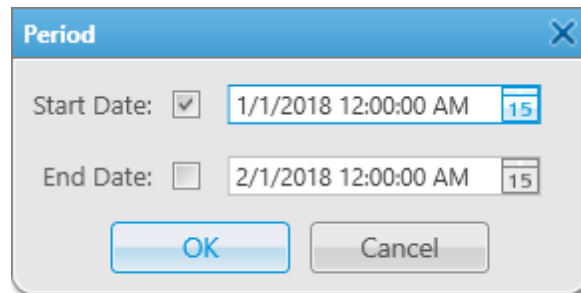 Period
Start Date: 1/1/2018 12:00:00 AM 15
End Date: 2/1/2018 12:00:00 AM 15
OK Cancel